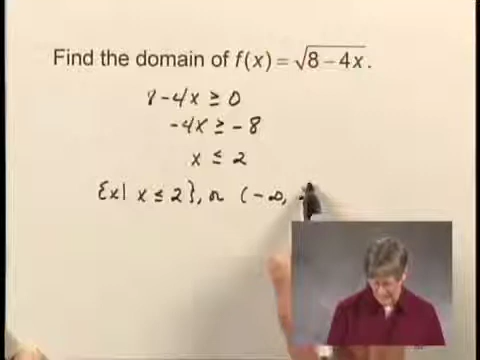 Find the domain of f(x) = √8 − 4x.
8 - 4x ≥ 0
-4x ≥ -8
x ≤ 2
{x| x ≤ 2}, or (-∞,